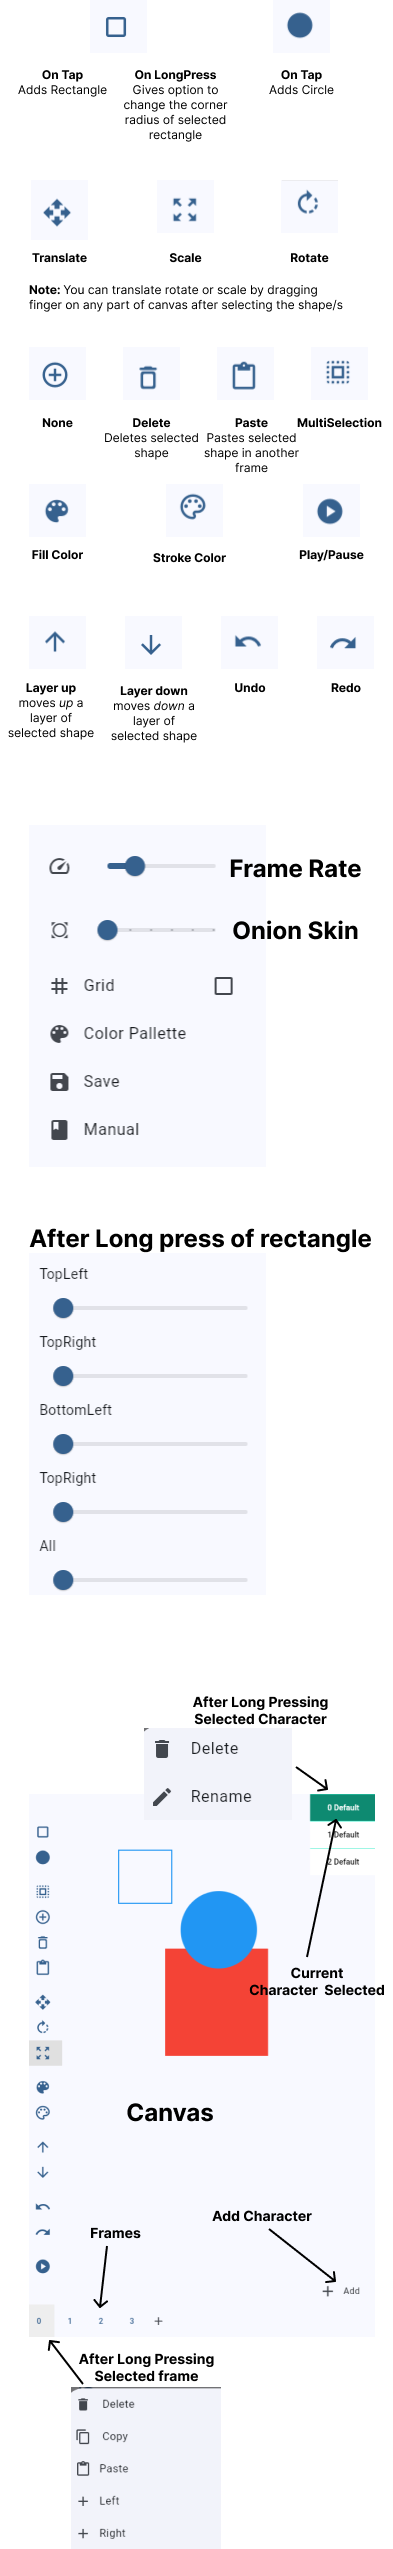 On Tap
Adds Rectangle
On LongPress
Gives option to
change the corner
radius of selected
rectangle
On Tap
Adds Circle
Translate
Scale
Rotate
Note: You can translate rotate or scale by dragging
finger on any part of canvas after selecting the shape/s
None
Delete
Deletes selected
shape
Paste
Pastes selected
shape in another
frame
MultiSelection
Fill Color
Stroke Color
Play/Pause
Layer up
moves up a
layer of
selected shape
Layer down
moves down a
layer of
selected shape
Undo
Redo
Frame Rate
Onion Skin
Grid
Color Pallette
Save
Manual
After Long press of rectangle
TopLeft
TopRight
BottomLeft
TopRight
All
After Long Pressing
Selected Character
Delete
Rename
0 Default
1 Default
2 Default
Current
Character Selected
Canvas
Add Character
Frames
Add
0 1 2 3
After Long Pressing
Selected frame
Delete
Copy
Paste
Left
Right